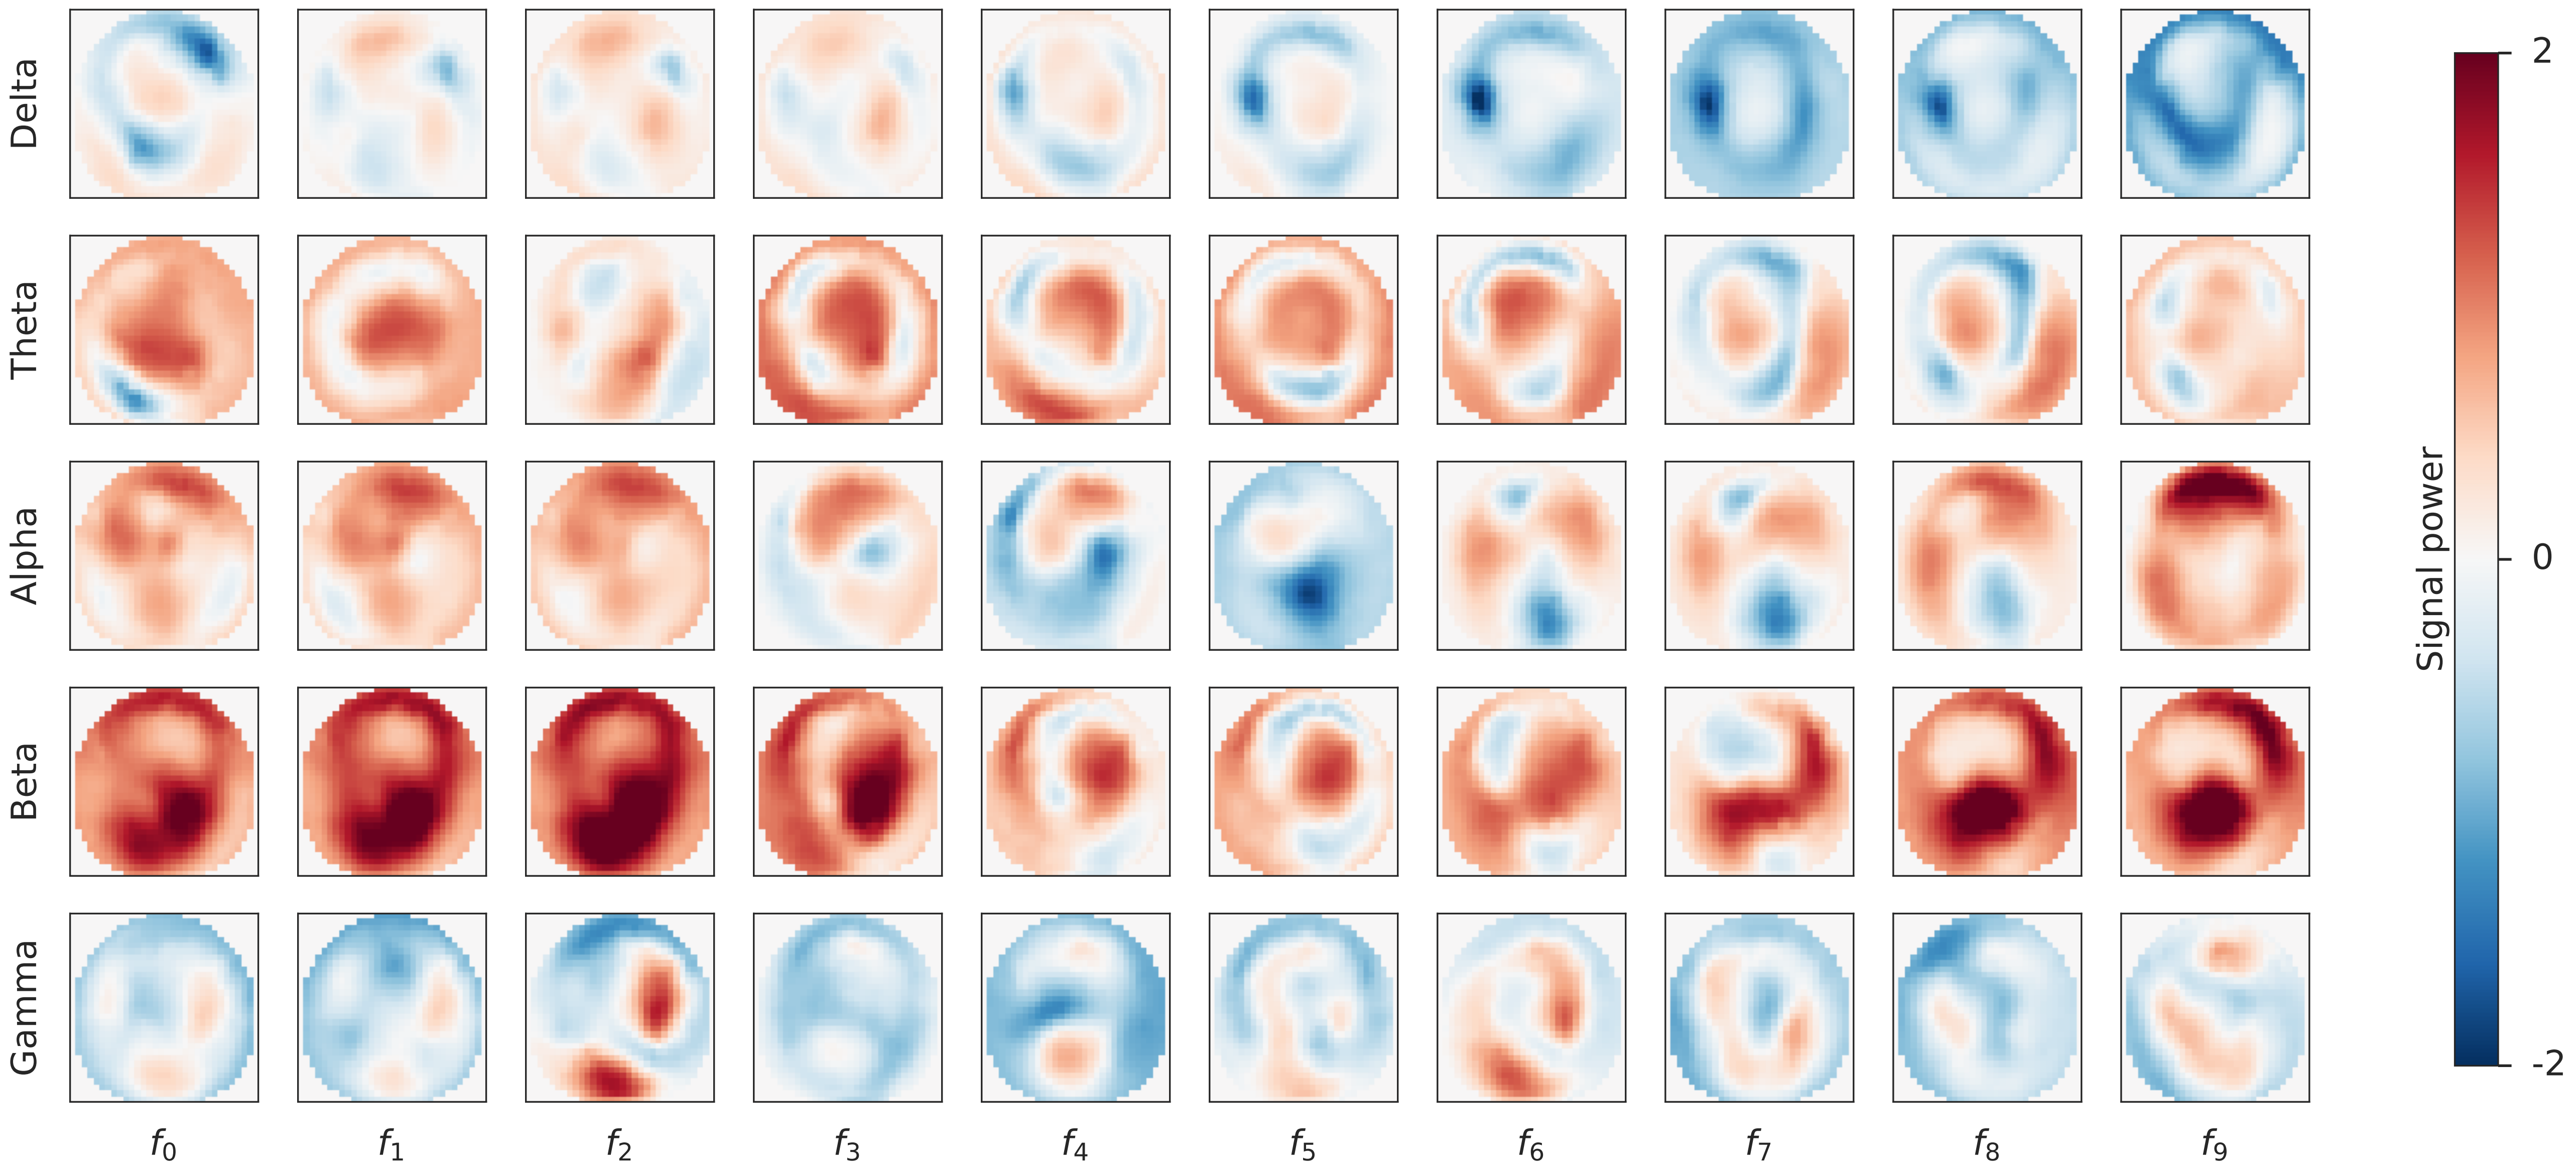 Delta
Theta
Alpha
Beta
Gamma
f0 f1 f2 f3 f4 f5 f6 f7 f8 f9
Signal power
2
0
-2